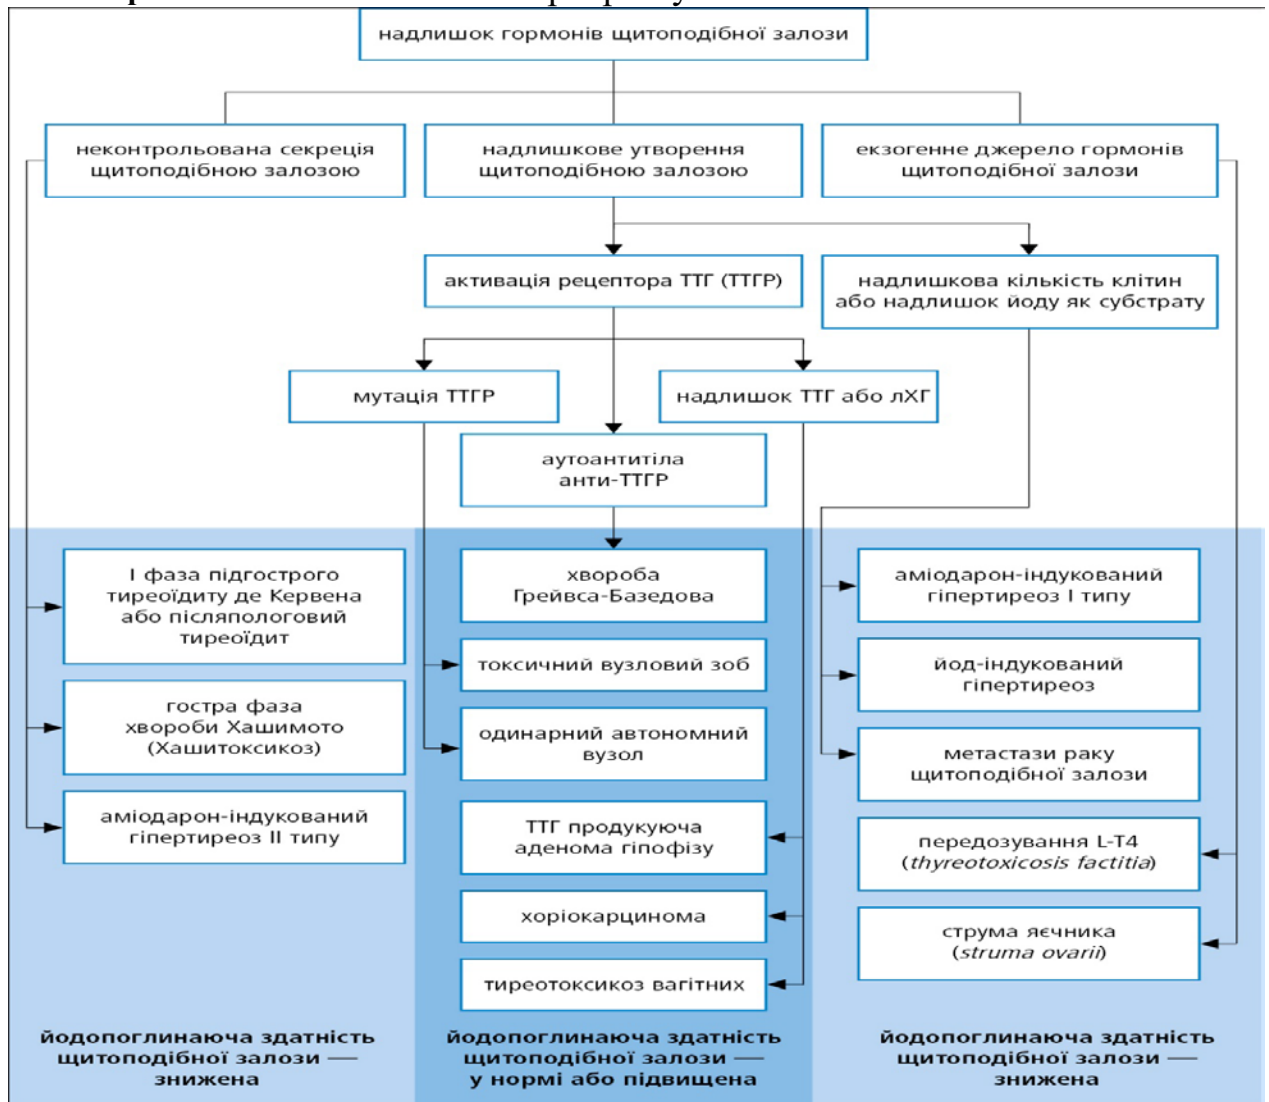 надлишок гормонів щитоподібної залози
неконтрольована секреція
щитоподібною залозою
надлишкове утворення
щитоподібною залозою
екзогенне джерело гормонів
щитоподібної залози
активація рецептора ТТГ (ТТГР)
надлишкова кількість клітин
або надлишок йоду як субстрату
мутація ТТГР
надлишок ТТГ або лХГ
аутоантитіла
анти-ТТГР
І фаза підгострого
тиреоїдиту де Кервена
або післяпологовий
тиреоїдит
гостра фаза
хвороби Хашимото
(Хашитоксикоз)
аміодарон-індукований
гіпертиреоз ІІ типу
хвороба
Грейвса-Базедова
токсичний вузловий зоб
одинарний автономний
вузол
ТТГ продукуюча
аденома гіпофізу
хоріокарцинома
тиреотоксикоз вагітних
аміодарон-індукований
гіпертиреоз І типу
йод-індукований
гіпертиреоз
метастази раку
щитоподібної залози
передозування L-T4
(thyreotoxicosis factitia)
струма яєчника
(struma ovarii)
йодопоглинаюча здатність
щитоподібної залози —
знижена
йодопоглинаюча здатність
щитоподібної залози —
у нормі або підвищена
йодопоглинаюча здатність
щитоподібної залози —
знижена